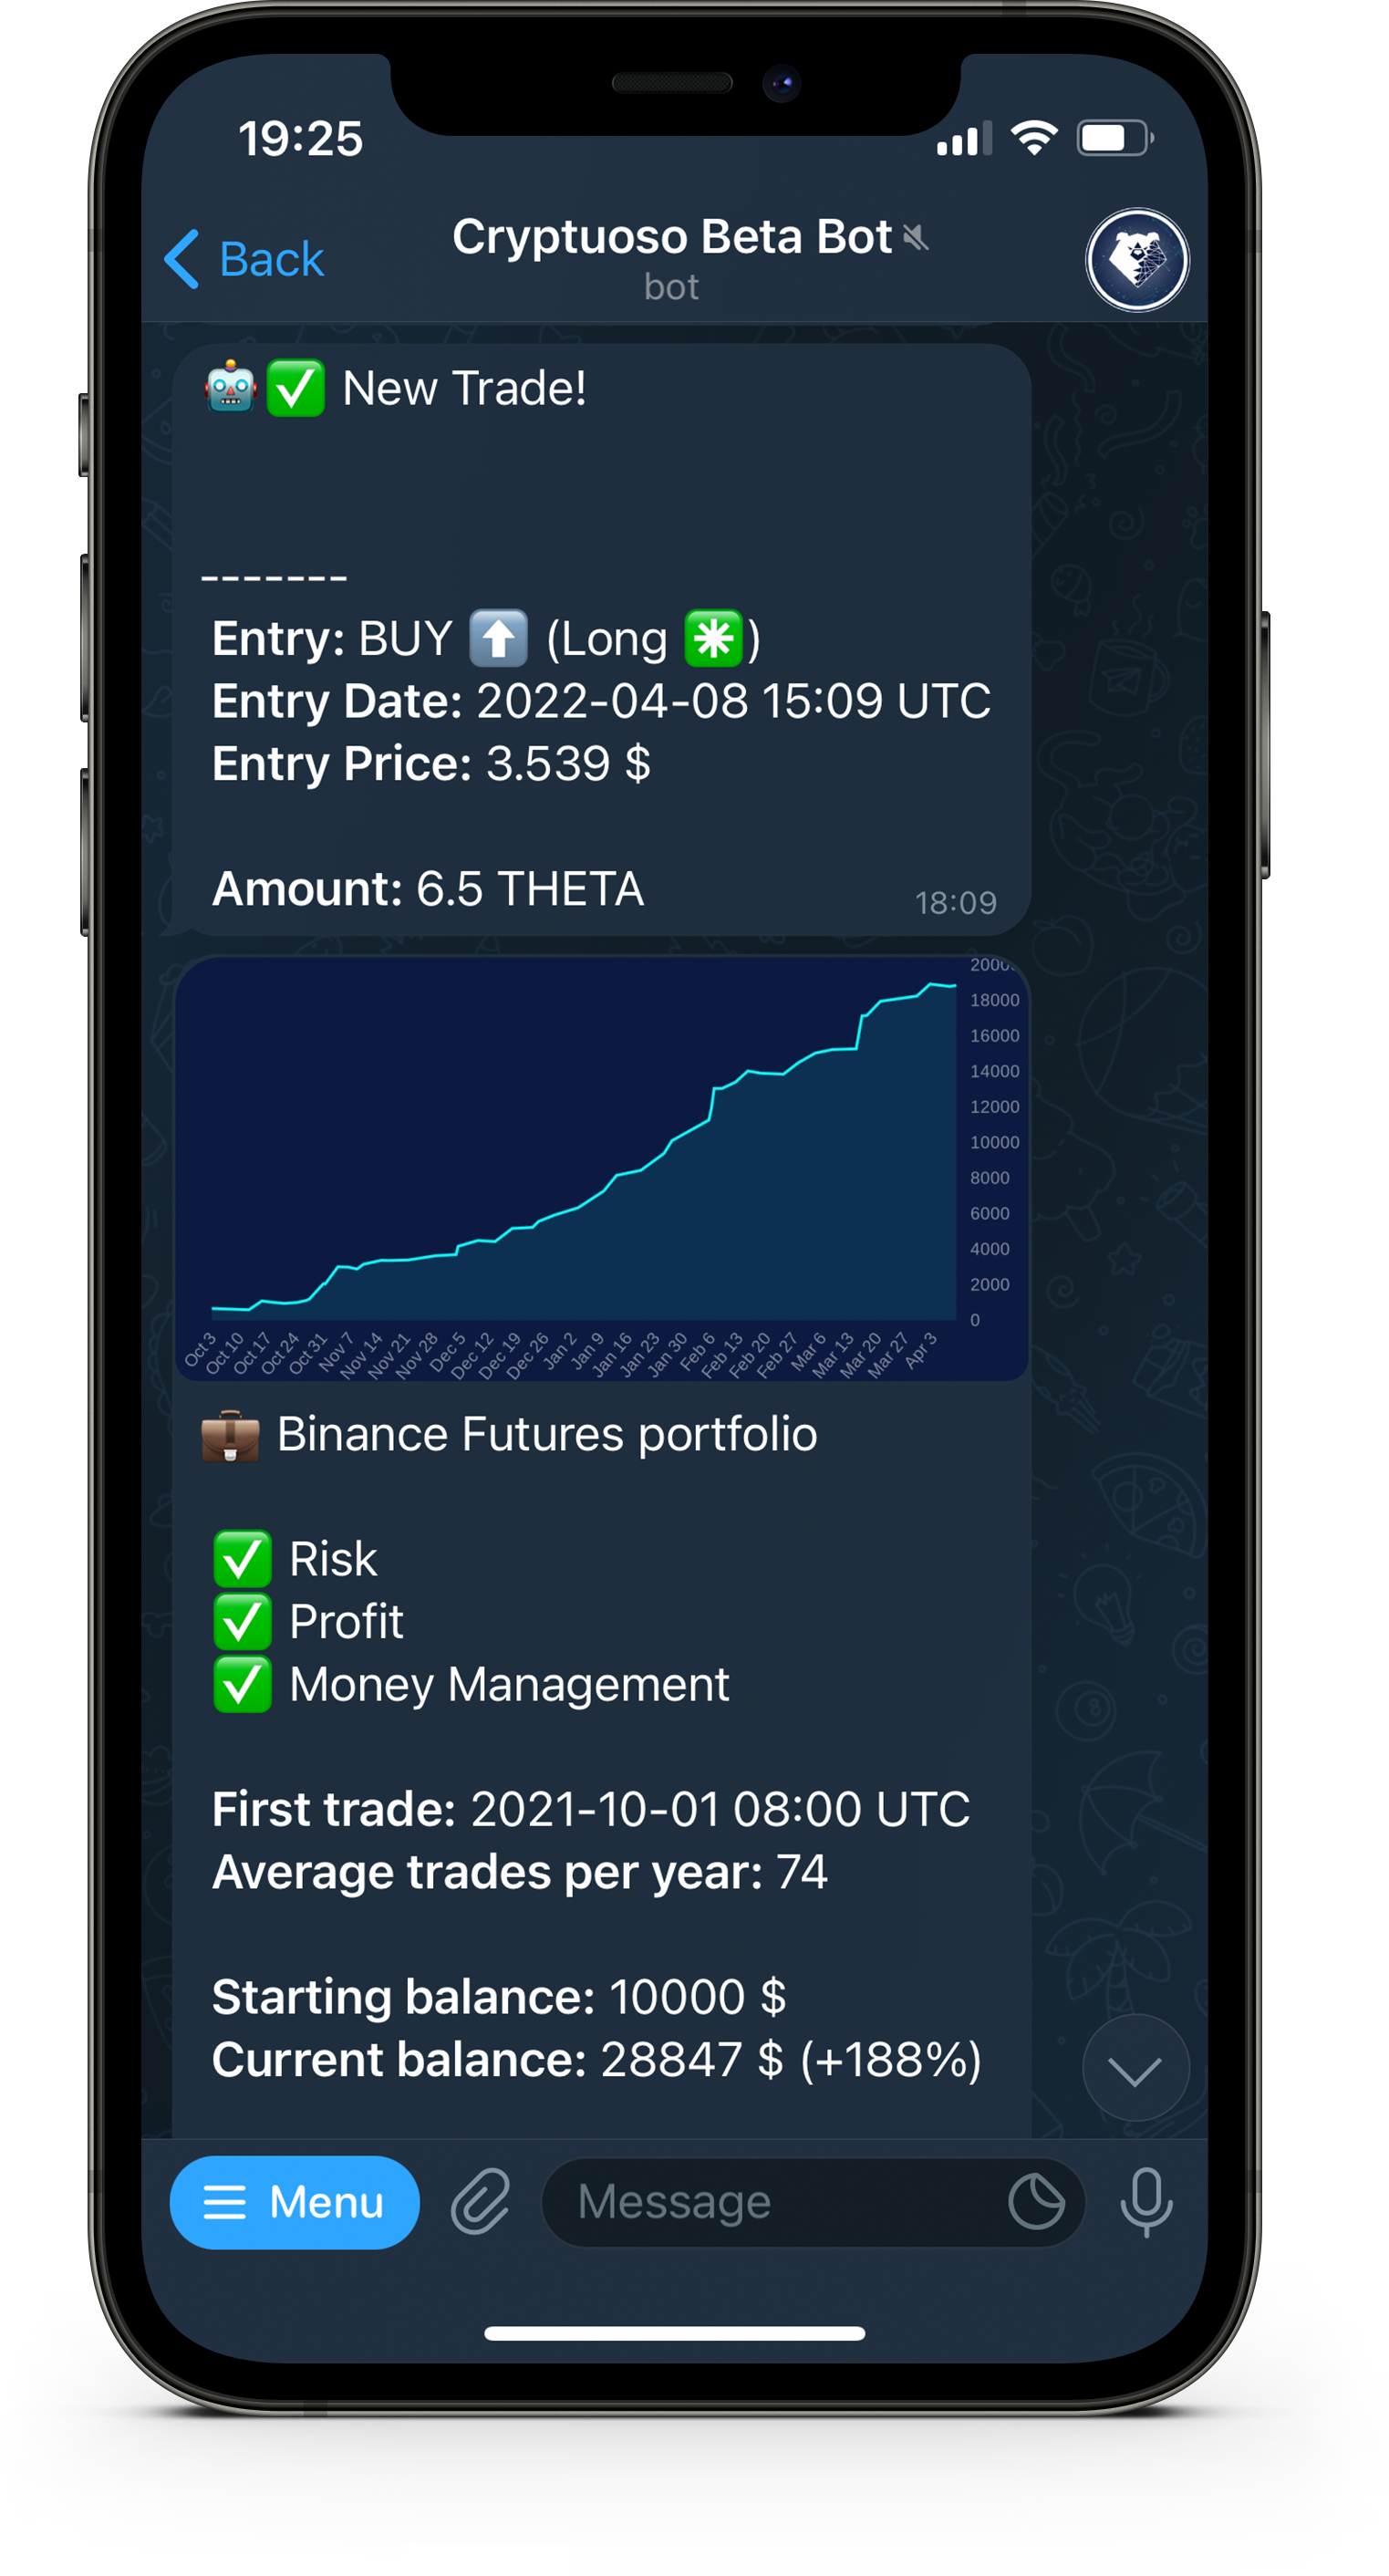 19:25
Back
Cryptuoso Beta Bot
bot
New Trade!
-------
Entry: BUY (Long )
Entry Date: 2022-04-08 15:09 UTC
Entry Price: 3.539 $
Amount: 6.5 THETA
18:09
20000
18000
16000
14000
12000
10000
8000
6000
4000
2000
0
Oct 3 Oct 10 Oct 17 Oct 24 Oct 31 Nov 7 Nov 14 Nov 21 Nov 28 Dec 5 Dec 12 Dec 19 Dec 26 Jan 2 Jan 9 Jan 16 Jan 23 Jan 30 Feb 6 Feb 13 Feb 20 Feb 27 Mar 6 Mar 13 Mar 20 Mar 27 Apr 3
Binance Futures portfolio
Risk
Profit
Money Management
First trade: 2021-10-01 08:00 UTC
Average trades per year: 74
Starting balance: 10000 $
Current balance: 28847 $ (+188%)
Menu
Message